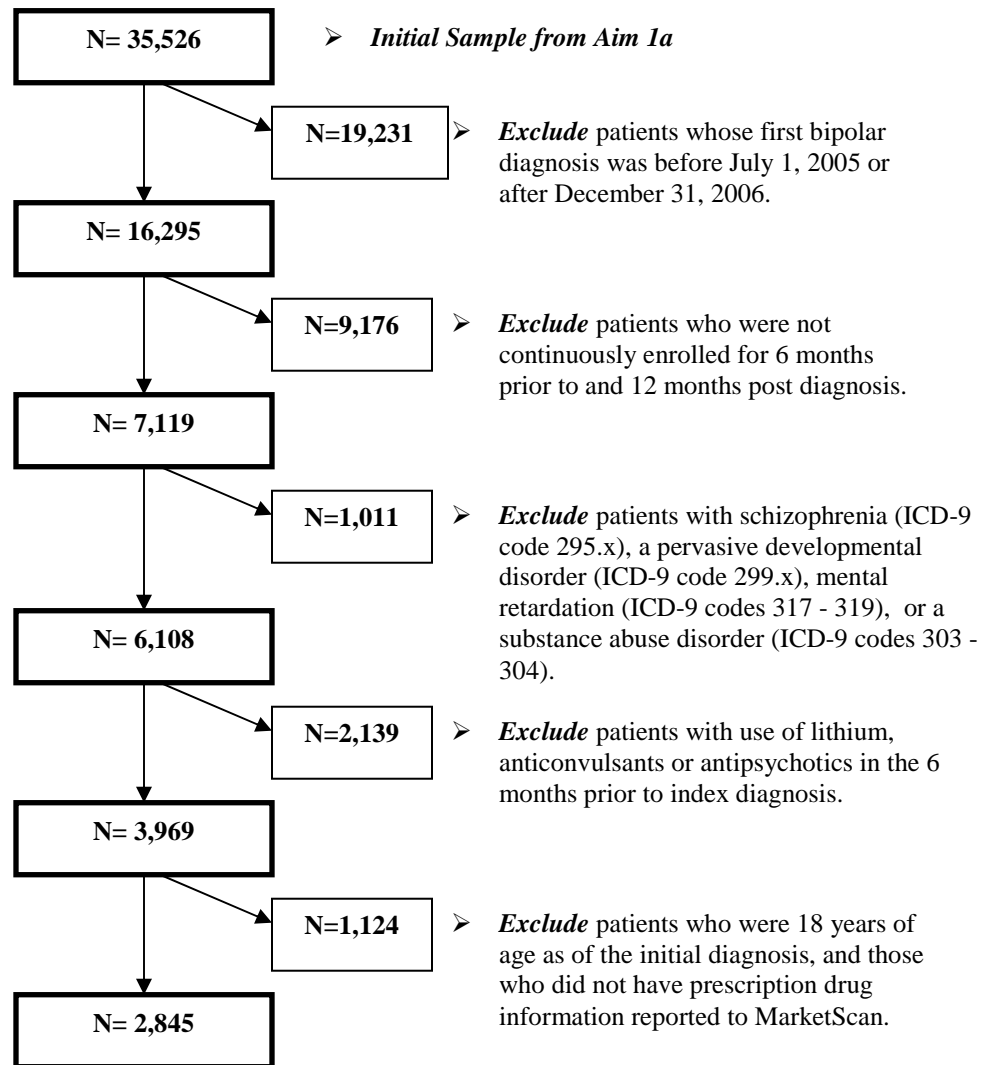 N= 35,526
➢ Initial Sample from Aim 1a
N=19,231
➢ Exclude patients whose first bipolar
diagnosis was before July 1, 2005 or
after December 31, 2006.
N= 16,295
N=9,176
➢ Exclude patients who were not
continuously enrolled for 6 months
prior to and 12 months post diagnosis.
N= 7,119
N=1,011
➢ Exclude patients with schizophrenia (ICD-9
code 295.x), a pervasive developmental
disorder (ICD-9 code 299.x), mental
retardation (ICD-9 codes 317 - 319), or a
substance abuse disorder (ICD-9 codes 303 -
304).
N= 6,108
N=2,139
➢ Exclude patients with use of lithium,
anticonvulsants or antipsychotics in the 6
months prior to index diagnosis.
N= 3,969
N=1,124
➢ Exclude patients who were 18 years of
age as of the initial diagnosis, and those
who did not have prescription drug
information reported to MarketScan.
N= 2,845